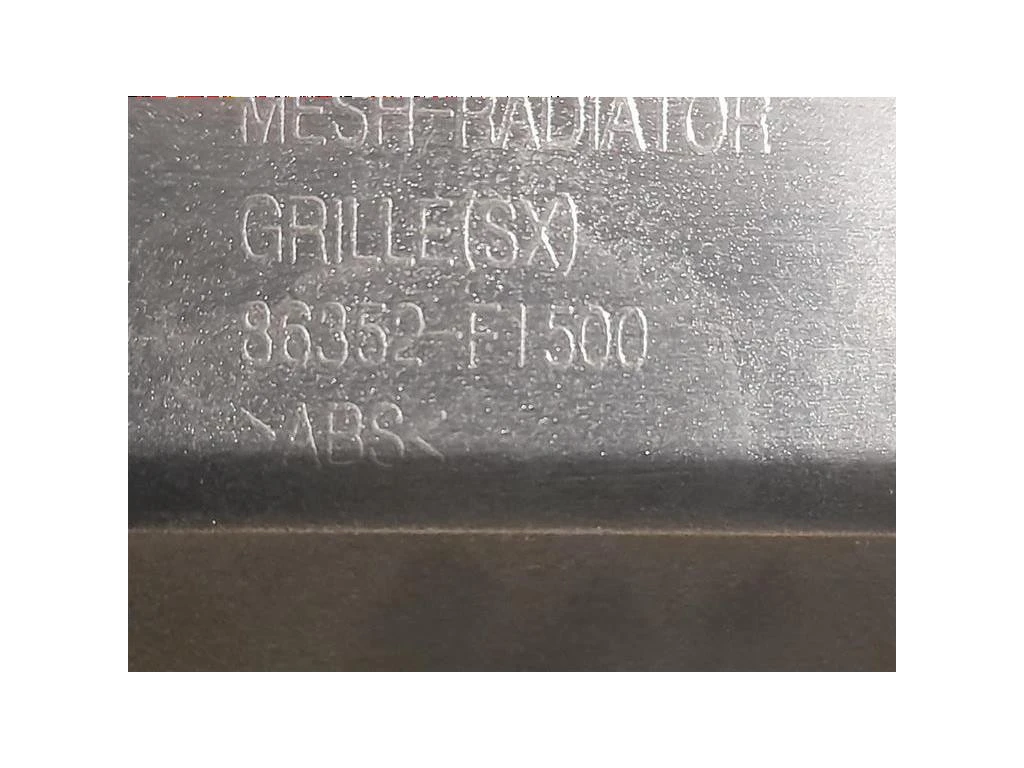 MESH-RADIATOR
GRILLE(SX)
86352-F1500
>ABS<